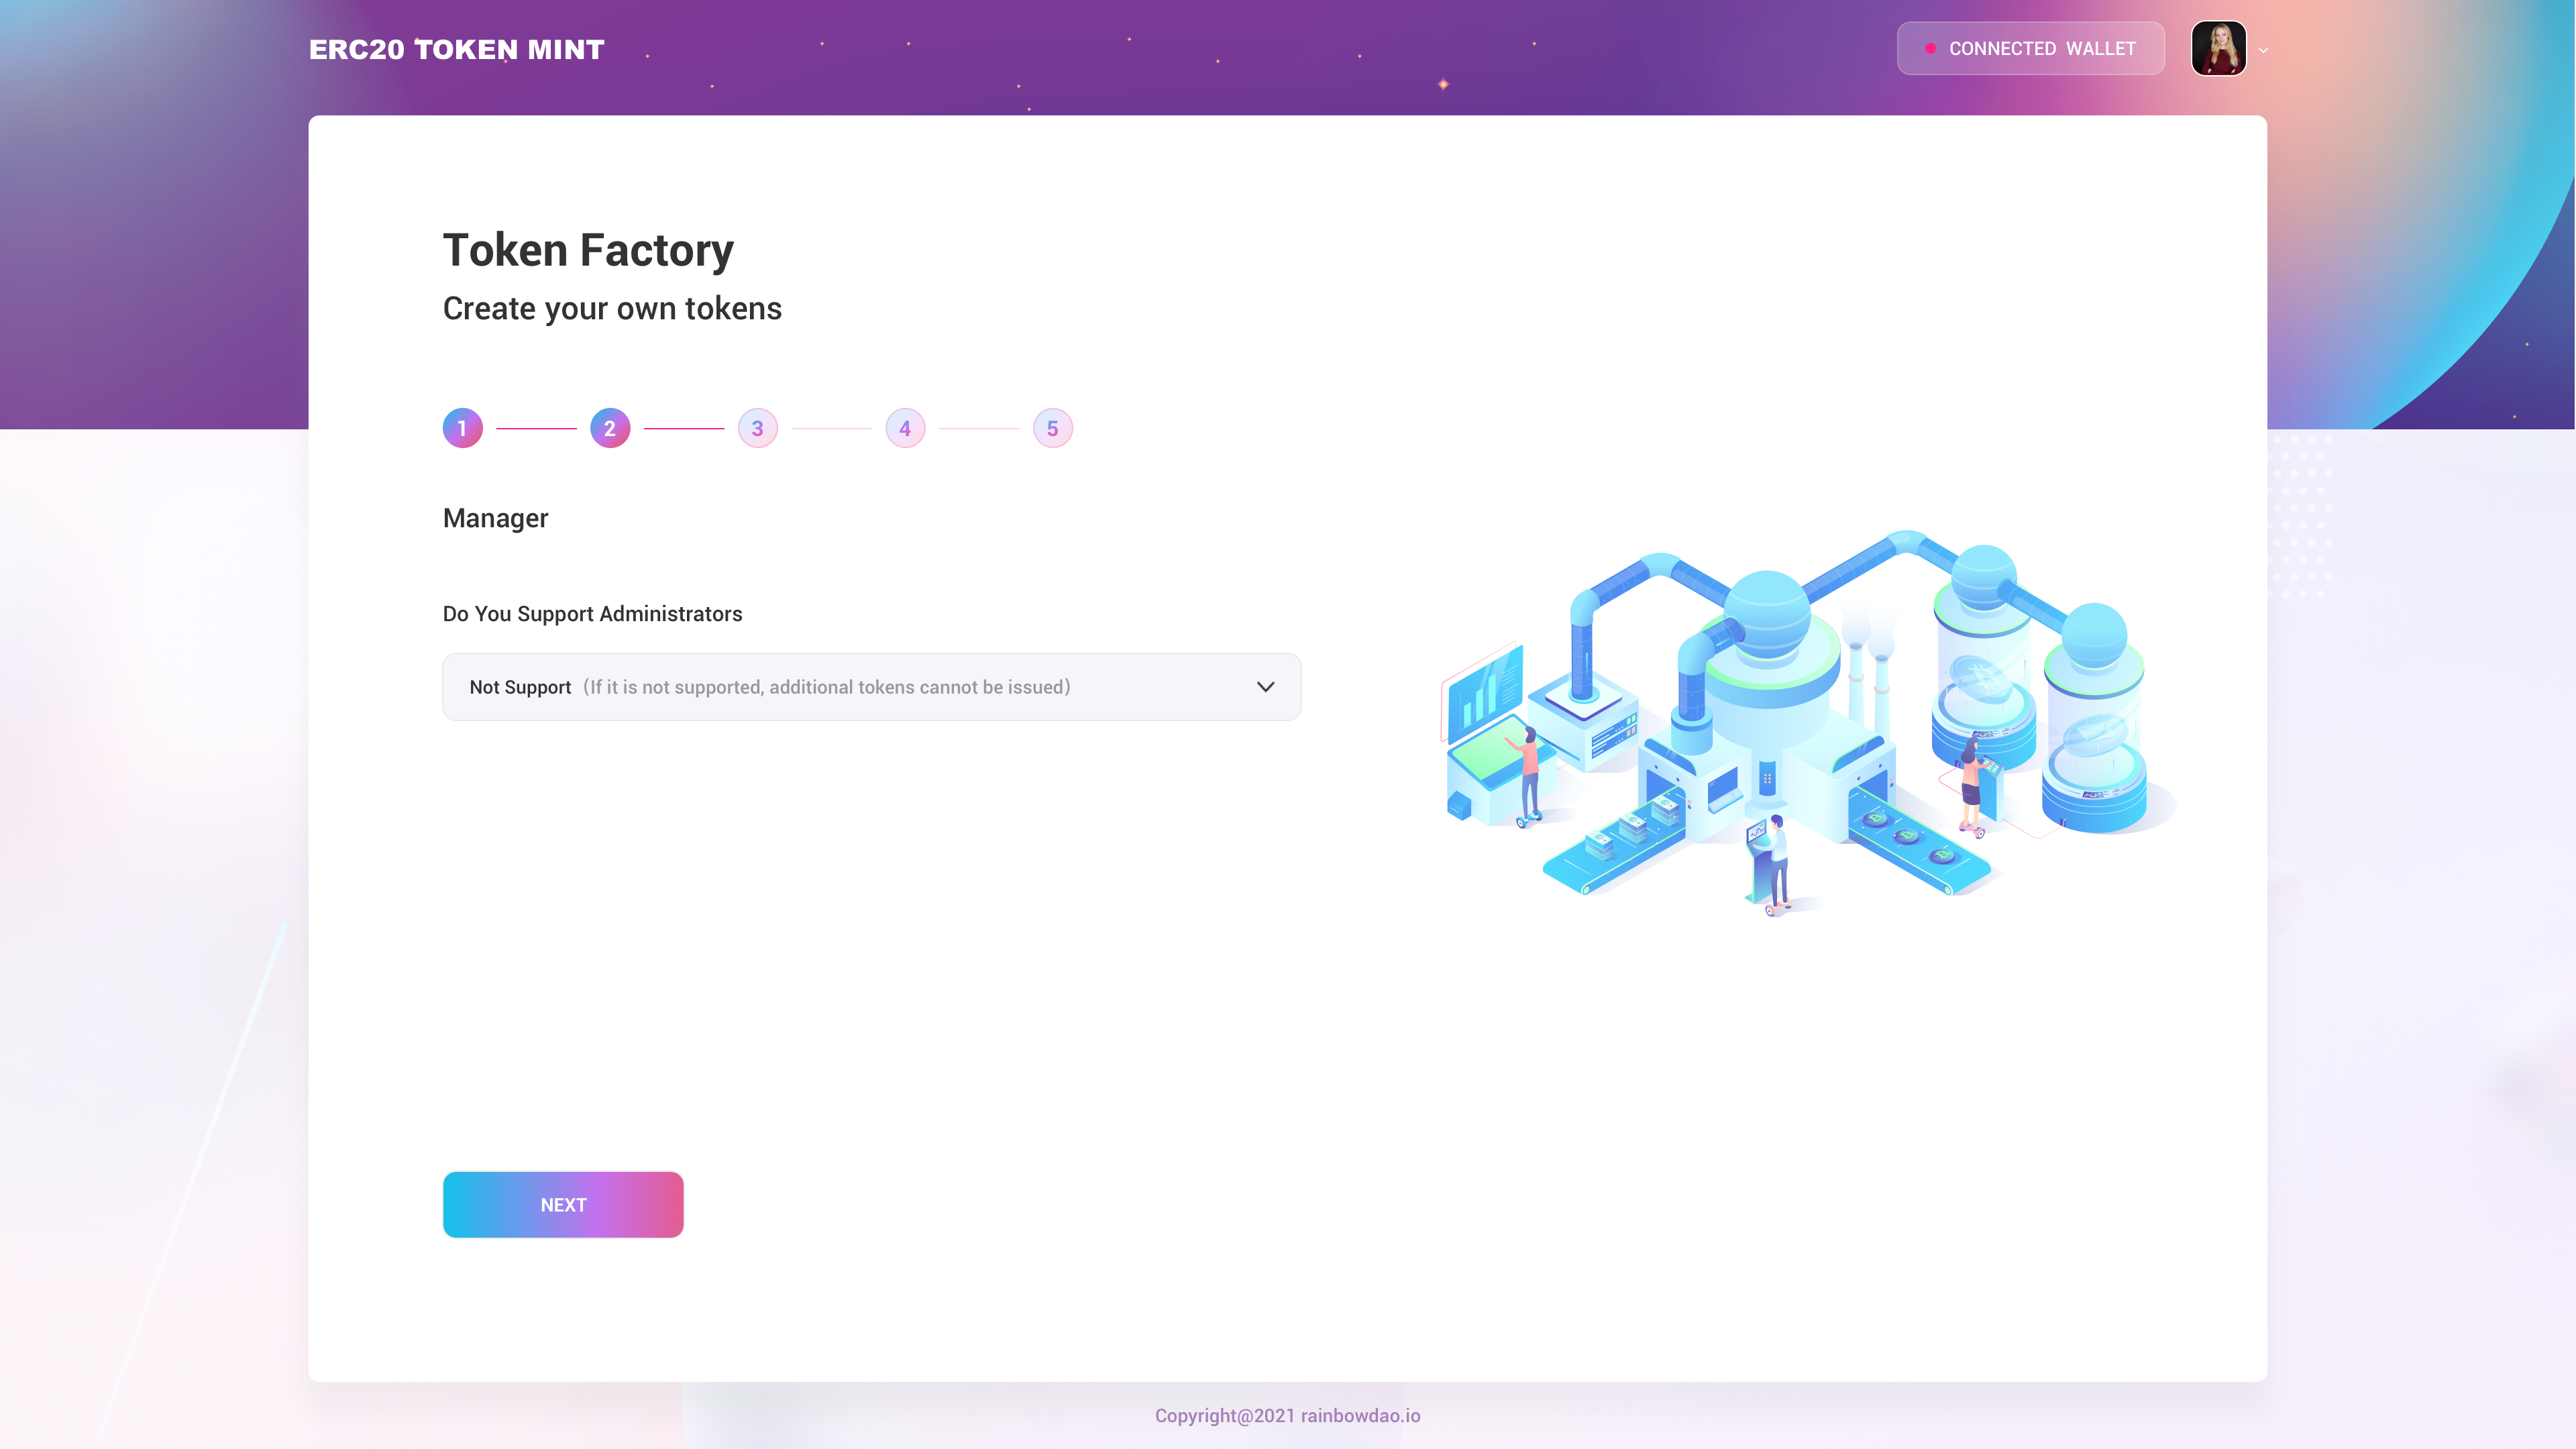 ERC20 TOKEN MINT
CONNECTED WALLET
Token Factory
Create your own tokens
1 2 3 4 5
Manager
Do You Support Administrators
Not Support (If it is not supported, additional tokens cannot be issued)
NEXT
Copyright@2021 rainbowdao.io